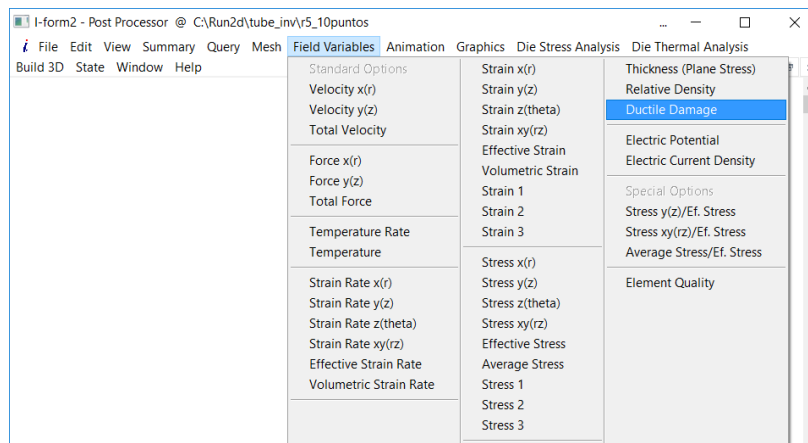 I-form2 - Post Processor @ C:\Run2d\tube_inv\r5_10puntos
i File Edit View Summary Query Mesh Field Variables Animation Graphics Die Stress Analysis Die Thermal Analysis
Build 3D State Window Help
Standard Options
Velocity x(r)
Velocity y(z)
Total Velocity
Force x(r)
Force y(z)
Total Force
Temperature Rate
Temperature
Strain Rate x(r)
Strain Rate y(z)
Strain Rate z(theta)
Strain Rate xy(rz)
Effective Strain Rate
Volumetric Strain Rate
Strain x(r)
Strain y(z)
Strain z(theta)
Strain xy(rz)
Effective Strain
Volumetric Strain
Strain 1
Strain 2
Strain 3
Stress x(r)
Stress y(z)
Stress z(theta)
Stress xy(rz)
Effective Stress
Average Stress
Stress 1
Stress 2
Stress 3
Thickness (Plane Stress)
Relative Density
Ductile Damage
Electric Potential
Electric Current Density
Special Options
Stress y(z)/Ef. Stress
Stress xy(rz)/Ef. Stress
Average Stress/Ef. Stress
Element Quality